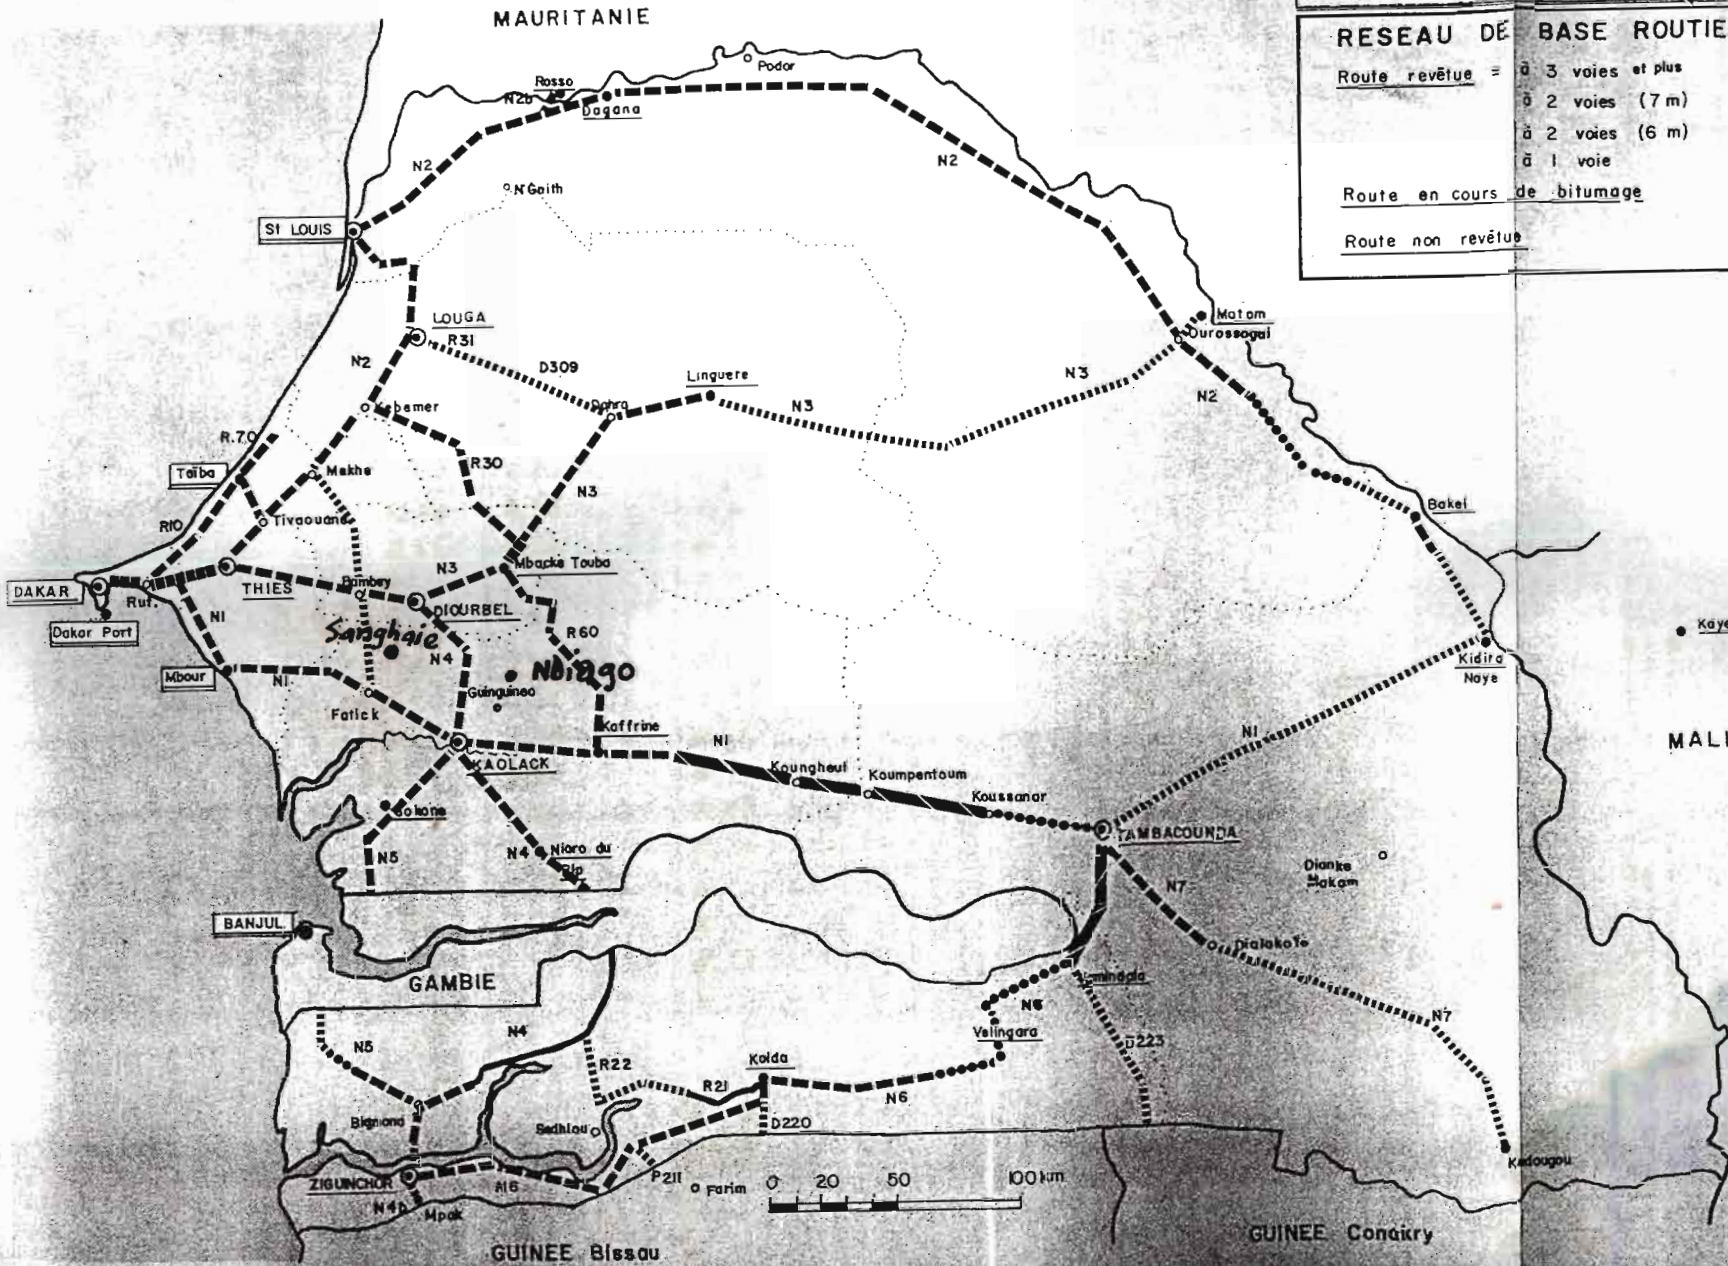 MAURITANIE
RESEAU DE BASE ROUTIE
Route revêtue = à 3 voies et plus
à 2 voies (7 m)
à 2 voies (6 m)
à 1 voie
Route en cours de bitumage
Route non revêtue
Podor
Rosso
N2b
Dagana
N2
N2
N'Gaith
St LOUIS
LOUGA
R31
Matam
Ourossogui
N2
D309
Linguere
N3
N3
N2
Dahra
Kebemer
R.70
R30
Taïba
Mekhe
N3
R10
Tivaouane
Bakel
DAKAR
Ruf.
THIES
Bambey
N3
Mbacke Touba
DIOURBEL
Dakar Port
N1
Sanghaie
N4
R60
Kaye
Kidira
Naye
Mbour
N1
Guinguineo
Ndiago
Fatick
Kaffrine
N1
N1
MALI
KAOLACK
Koungheul
Koumpentoum
Koussanar
Sokone
TAMBACOUNDA
N5
N4
Nioro du
Rip
Dianke
Makam
N7
BANJUL
Dialakoto
GAMBIE
N6
N7
N4
Velingara
D223
N5
R22
Kolda
R21
N6
Bignona
Sedhiou
D220
ZIGUINCHOR
N6
P211
Farim
0 20 50 100 km
Kedougou
N4b
Mpak
GUINEE Bissau
GUINEE Conakry